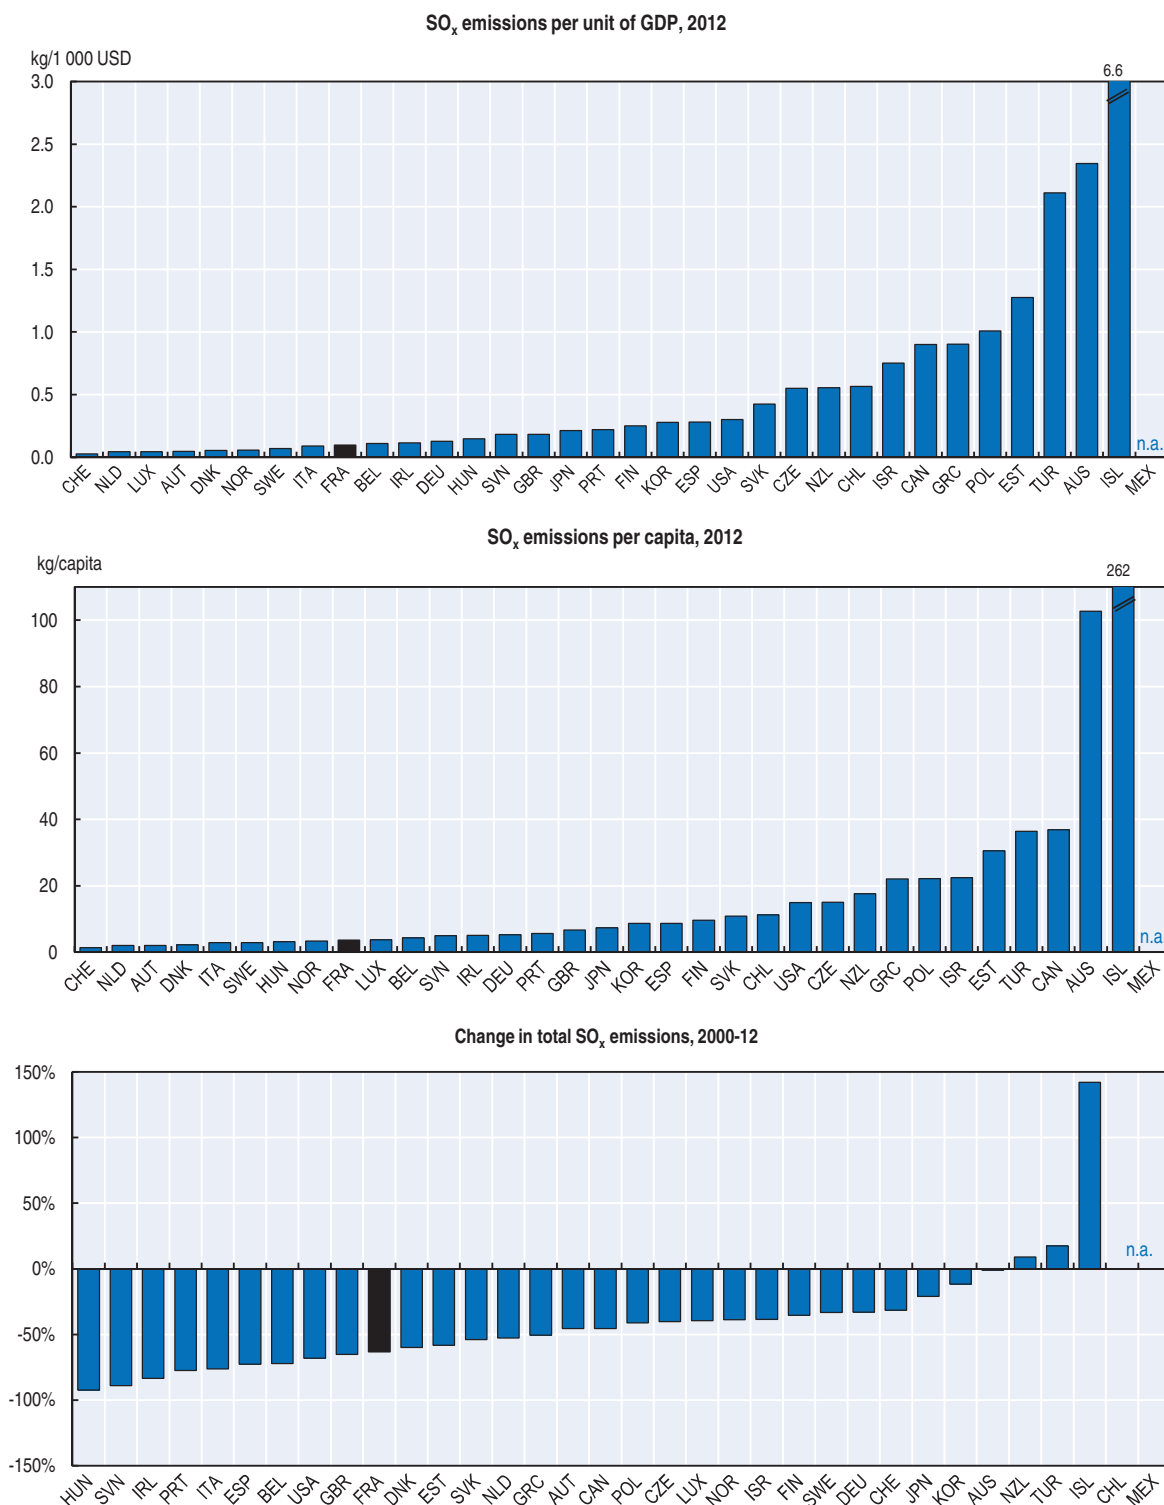 SOx emissions per unit of GDP, 2012
kg/1 000 USD
6.6
3.0
2.5
2.0
1.5
1.0
0.5
0.0
n.a.
CHE NLD LUX AUT DNK NOR SWE ITA FRA BEL IRL DEU HUN SVN GBR JPN PRT FIN KOR ESP USA SVK CZE NZL CHL ISR CAN GRC POL EST TUR AUS ISL MEX
SOx emissions per capita, 2012
kg/capita
262
100
80
60
40
20
0
n.a
CHE NLD AUT DNK ITA SWE HUN NOR FRA LUX BEL SVN IRL DEU PRT GBR JPN KOR ESP FIN SVK CHL USA CZE NZL GRC POL ISR EST TUR CAN AUS ISL MEX
Change in total SOx emissions, 2000-12
150%
100%
50%
n.a.
0%
-50%
-100%
-150%
HUN SVN IRL PRT ITA ESP BEL USA GBR FRA DNK EST SVK NLD GRC AUT CAN POL CZE LUX NOR ISR FIN SWE DEU CHE JPN KOR AUS NZL TUR ISL CHL MEX